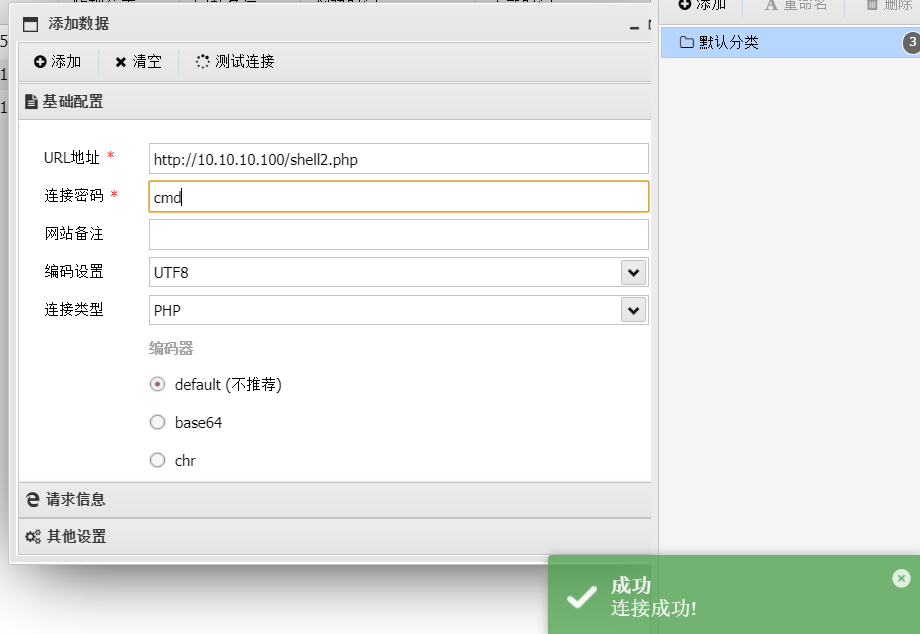 添加数据
添加 清空 测试连接
基础配置
URL地址 * http://10.10.10.100/shell2.php
连接密码 * cmd
网站备注
编码设置 UTF8
连接类型 PHP
编码器
default (不推荐)
base64
chr
请求信息
其他设置
添加 重命名 删除
默认分类 3
成功
连接成功!